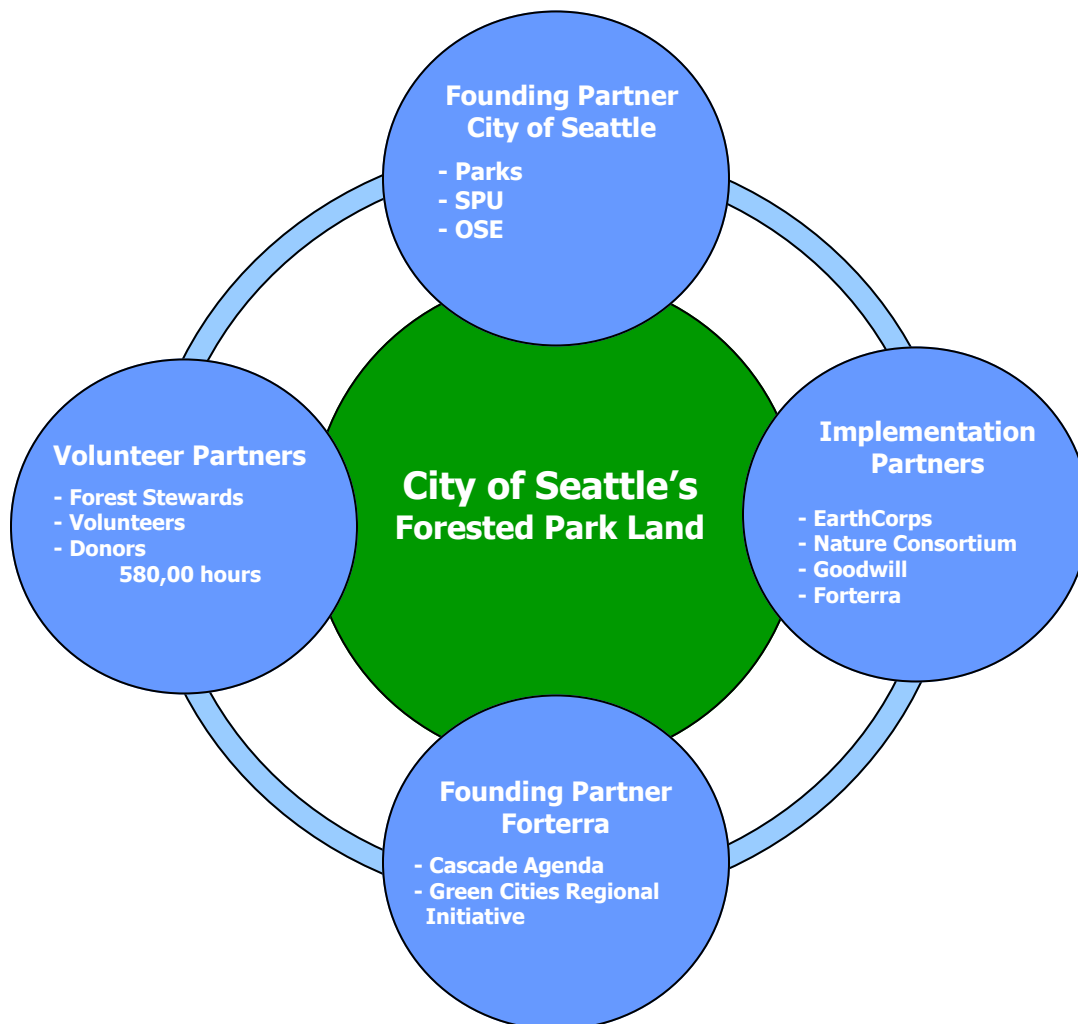 Founding Partner
City of Seattle
- Parks
- SPU
- OSE
Volunteer Partners
- Forest Stewards
- Volunteers
- Donors
580,00 hours
City of Seattle’s
Forested Park Land
Implementation
Partners
- EarthCorps
- Nature Consortium
- Goodwill
- Forterra
Founding Partner
Forterra
- Cascade Agenda
- Green Cities Regional
Initiative